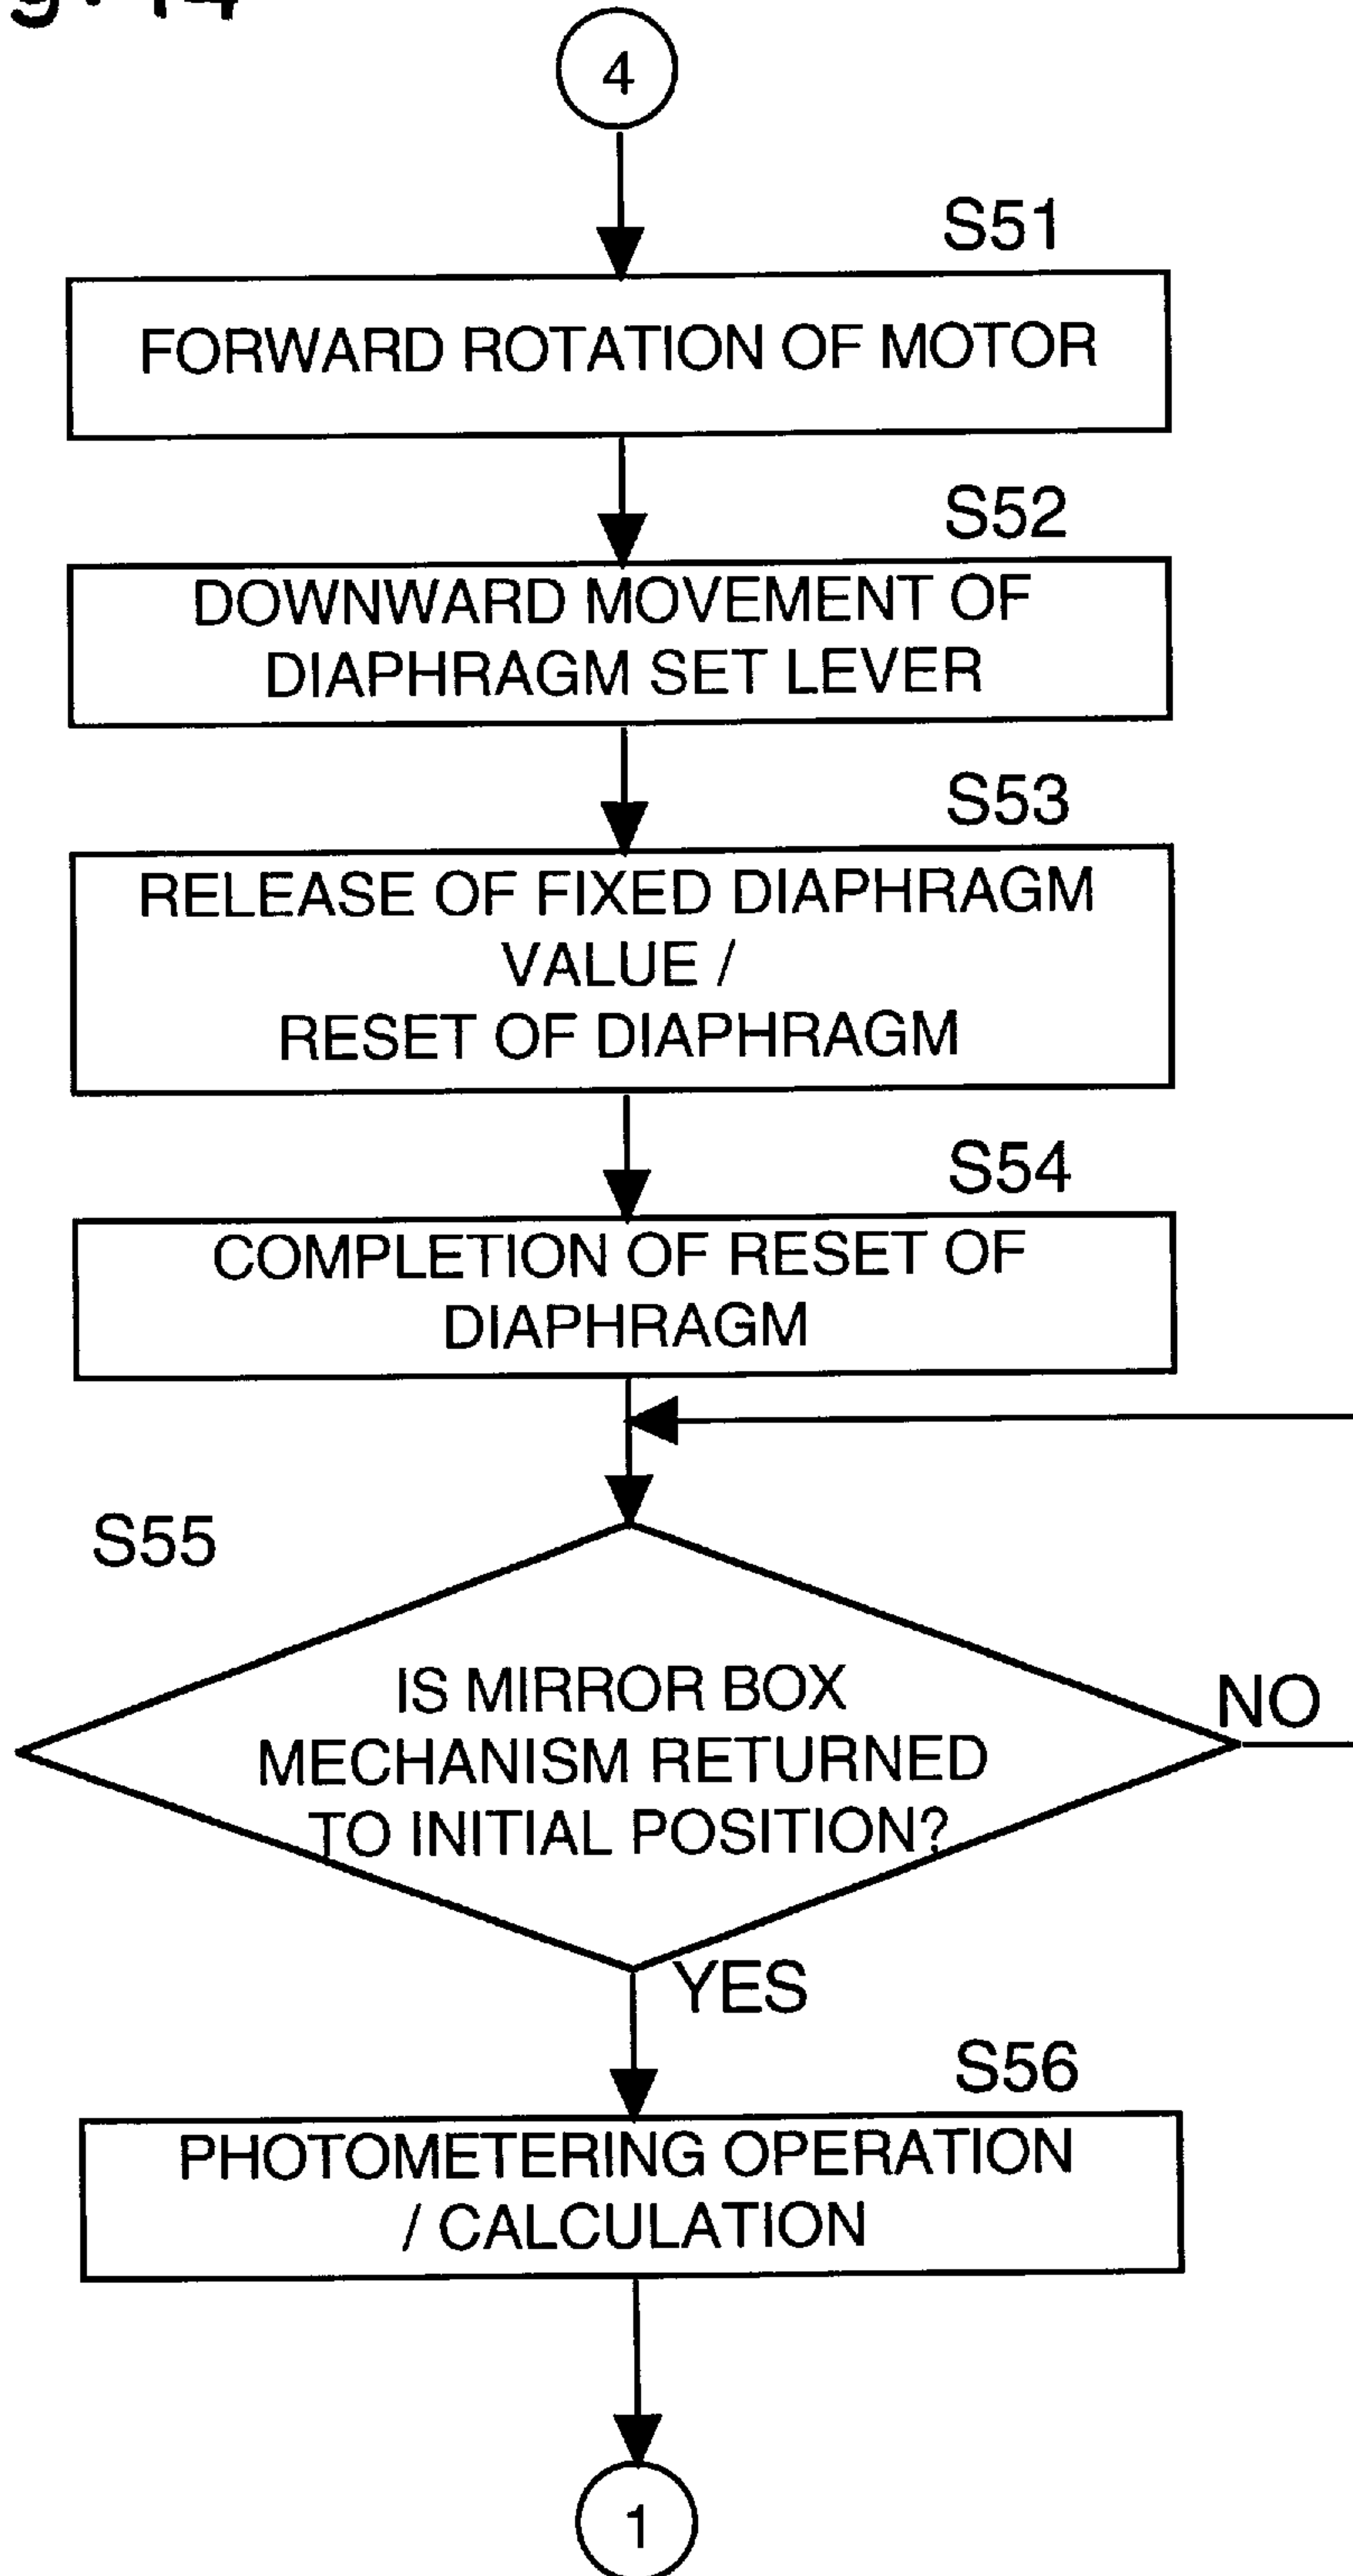 g. 14
4
S51
FORWARD ROTATION OF MOTOR
S52
DOWNWARD MOVEMENT OF
DIAPHRAGM SET LEVER
S53
RELEASE OF FIXED DIAPHRAGM
VALUE /
RESET OF DIAPHRAGM
S54
COMPLETION OF RESET OF
DIAPHRAGM
S55
IS MIRROR BOX
MECHANISM RETURNED
TO INITIAL POSITION?
NO
YES
S56
PHOTOMETERING OPERATION
/ CALCULATION
1